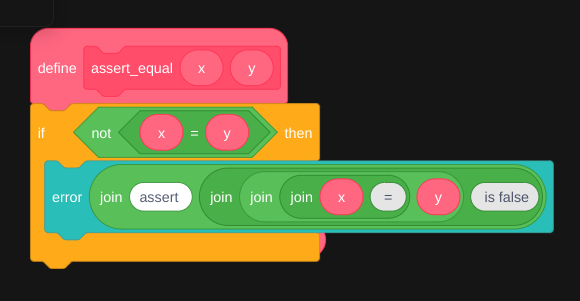 define assert_equal x y
if not x = y then
error join assert join join join x = y is false